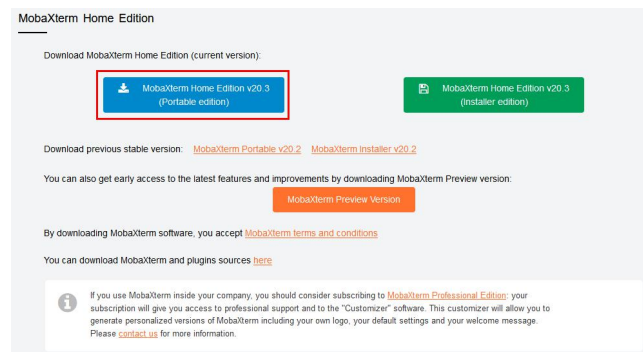 MobaXterm Home Edition
Download MobaXterm Home Edition (current version):
MobaXterm Home Edition v20.3
(Portable edition)
MobaXterm Home Edition v20.3
(Installer edition)
Download previous stable version: MobaXterm Portable v20.2 MobaXterm Installer v20.2
You can also get early access to the latest features and improvements by downloading MobaXterm Preview version:
MobaXterm Preview Version
By downloading MobaXterm software, you accept MobaXterm terms and conditions
You can download MobaXterm and plugins sources here
If you use MobaXterm inside your company, you should consider subscribing to MobaXterm Professional Edition: your
subscription will give you access to professional support and to the "Customizer" software. This customizer will allow you to
generate personalized versions of MobaXterm including your own logo, your default settings and your welcome message.
Please contact us for more information.